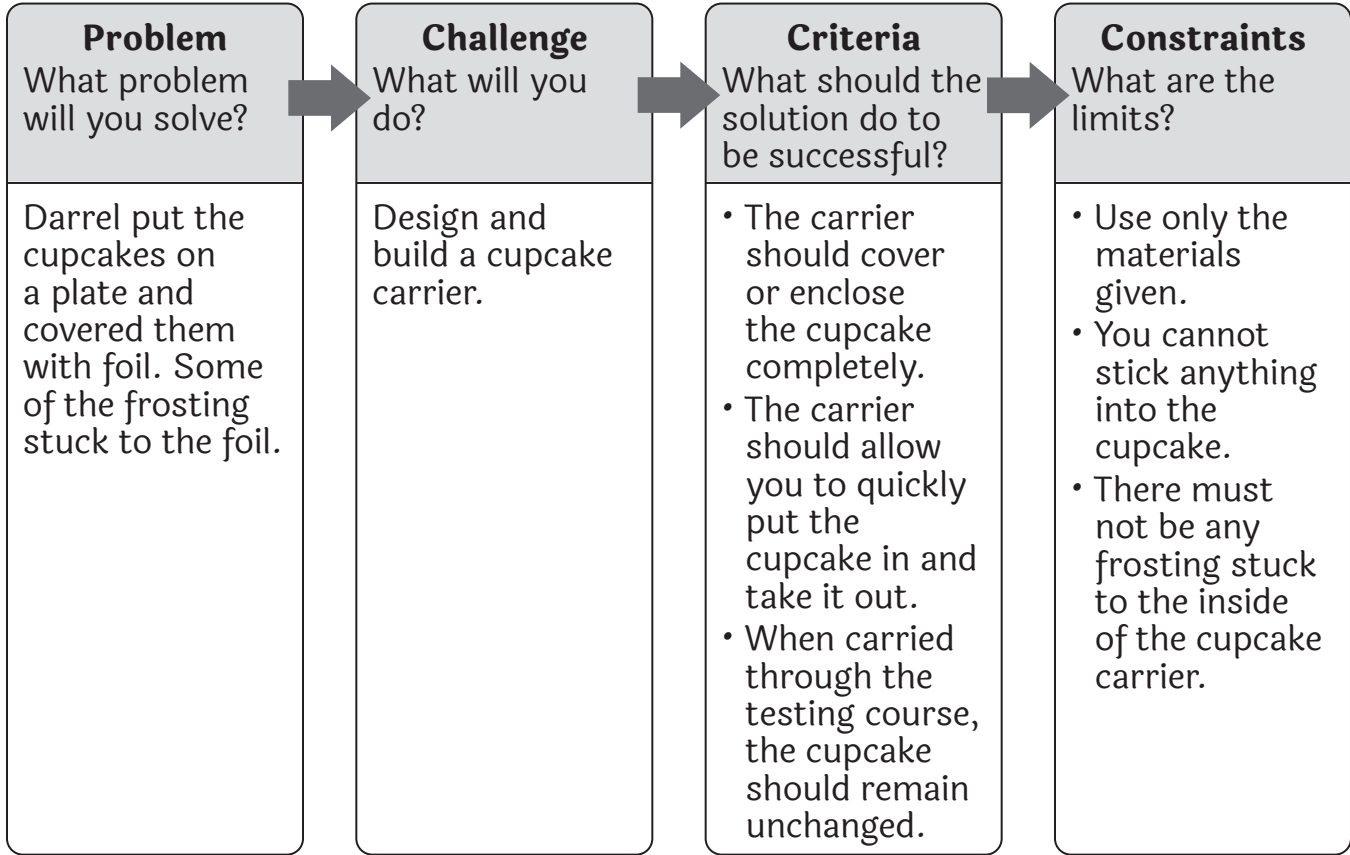 Problem
What problem
will you solve?
Darrel put the
cupcakes on
a plate and
covered them
with foil. Some
of the frosting
stuck to the foil.
Challenge
What will you
do?
Design and
build a cupcake
carrier.
Criteria
What should the
solution do to
be successful?
• The carrier
should cover
or enclose
the cupcake
completely.
• The carrier
should allow
you to quickly
put the
cupcake in and
take it out.
• When carried
through the
testing course,
the cupcake
should remain
unchanged.
Constraints
What are the
limits?
• Use only the
materials
given.
• You cannot
stick anything
into the
cupcake.
• There must
not be any
frosting stuck
to the inside
of the cupcake
carrier.